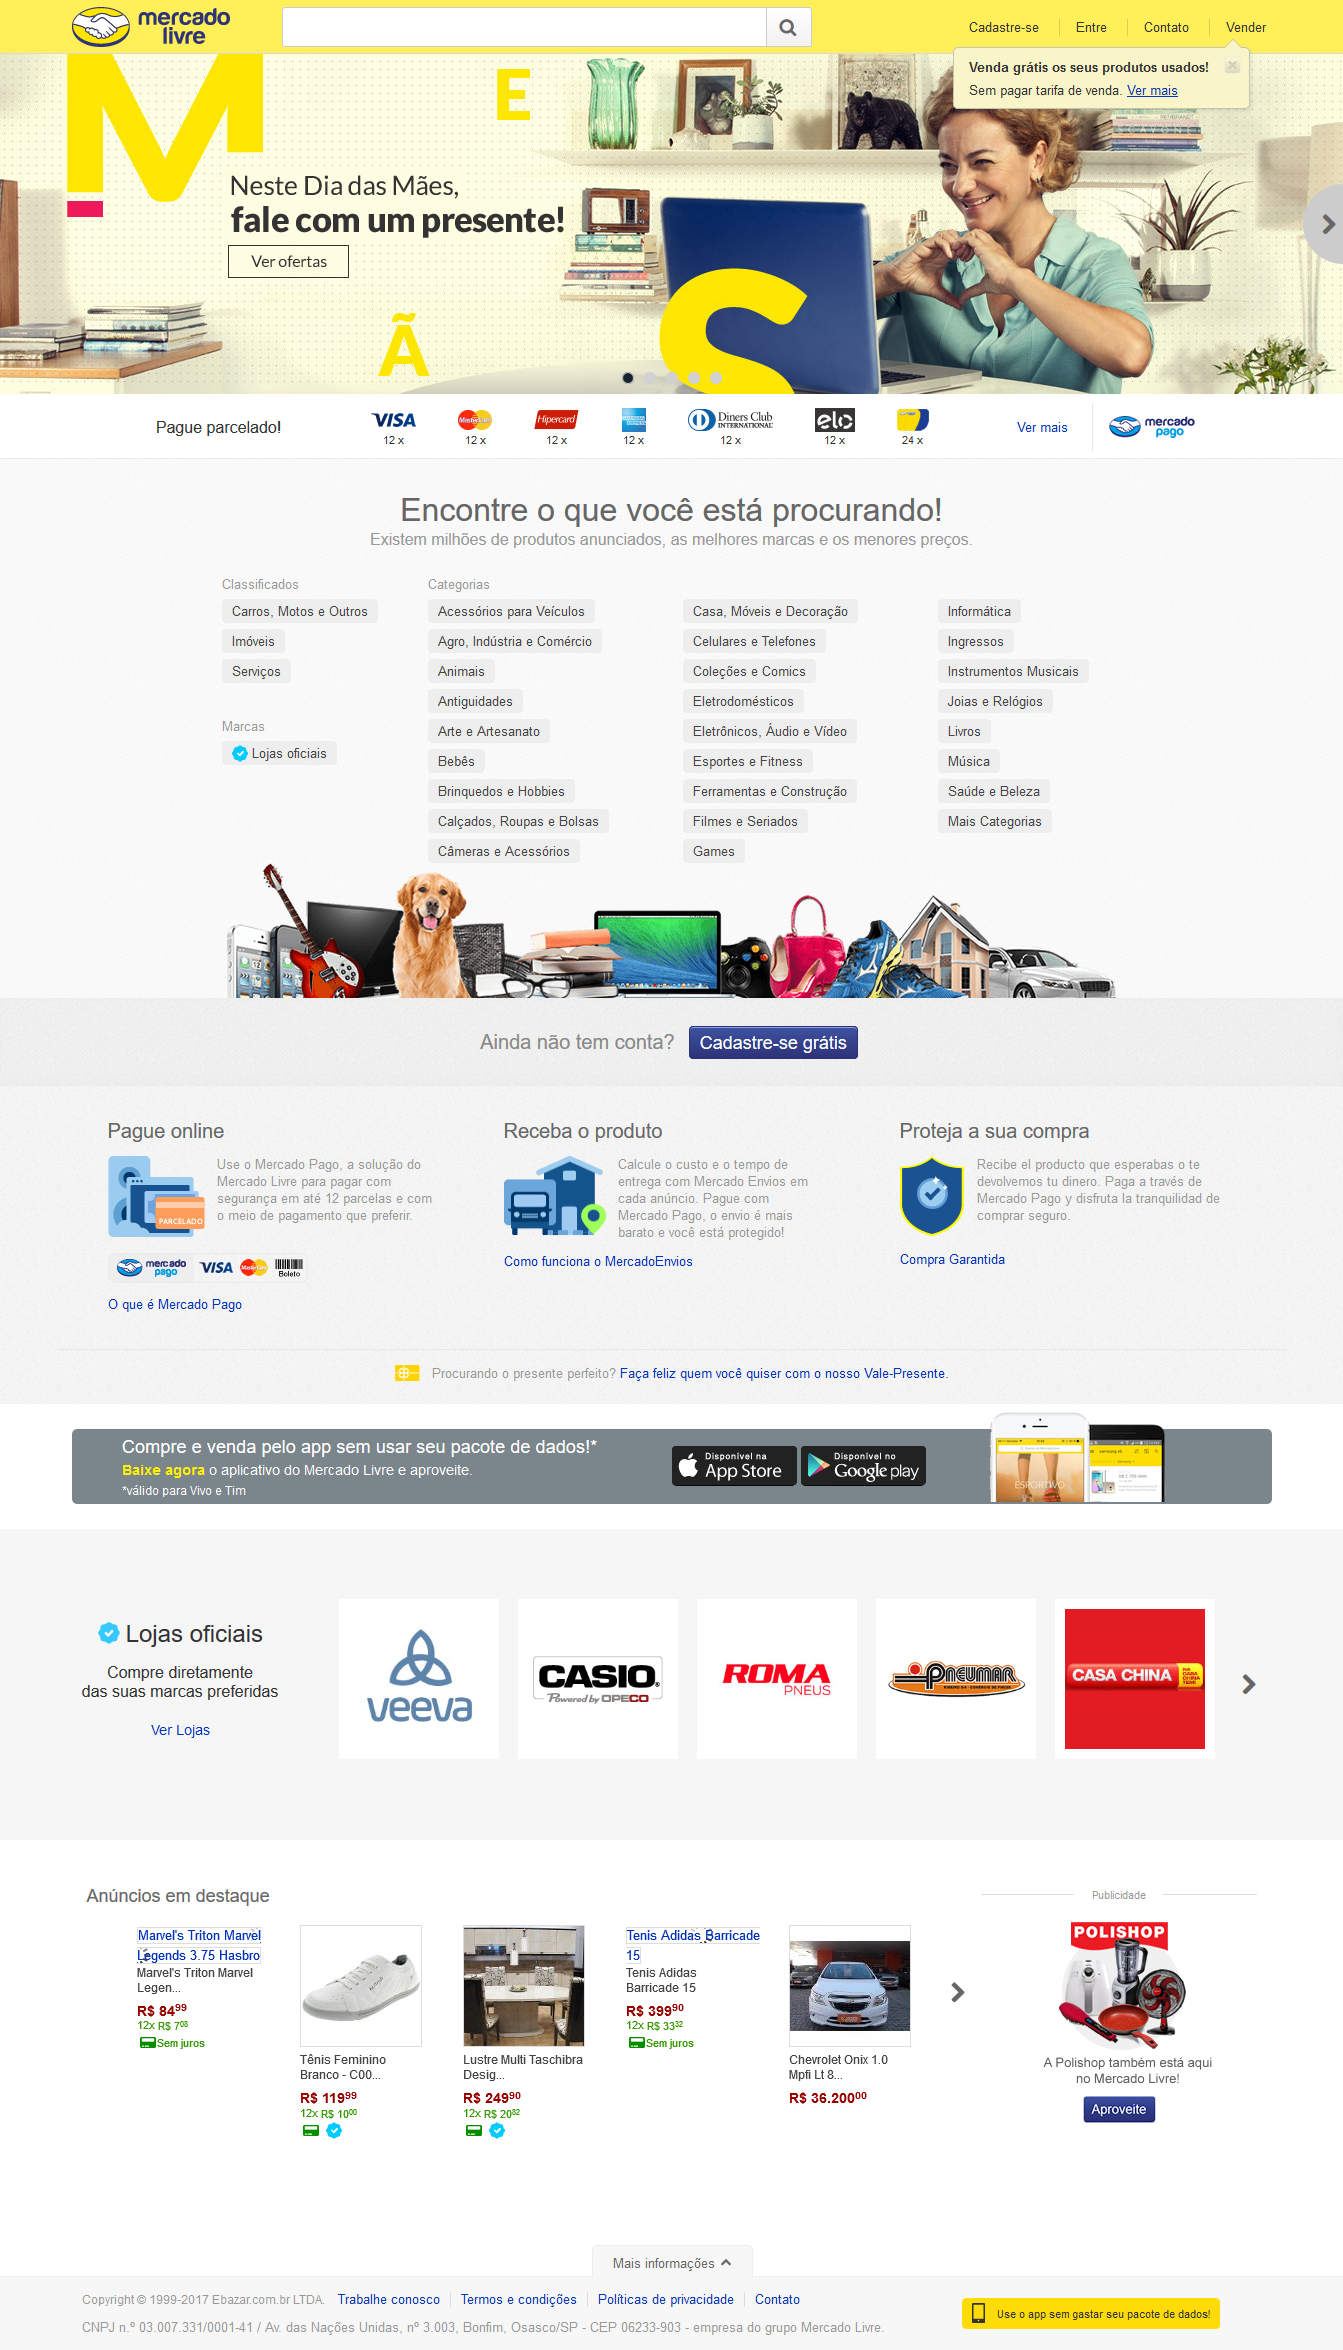 mercado
livre
Cadastre-se
Entre
Contato
Vender
Venda grátis os seus produtos usados!
Sem pagar tarifa de venda. Ver mais
M
E
Neste Dia das Mães,
fale com um presente!
Ver ofertas
Ã
S
Pague parcelado!
VISA
12 x
MasterCard
12 x
Hipercard
12 x
12 x
Diners Club
INTERNATIONAL
12 x
elo
12 x
24 x
Ver mais
mercado
pago
Encontre o que você está procurando!
Existem milhões de produtos anunciados, as melhores marcas e os menores preços.
Classificados
Carros, Motos e Outros
Imóveis
Serviços
Marcas
Lojas oficiais
Categorias
Acessórios para Veículos
Agro, Indústria e Comércio
Animais
Antiguidades
Arte e Artesanato
Bebês
Brinquedos e Hobbies
Calçados, Roupas e Bolsas
Câmeras e Acessórios
Casa, Móveis e Decoração
Celulares e Telefones
Coleções e Comics
Eletrodomésticos
Eletrônicos, Áudio e Vídeo
Esportes e Fitness
Ferramentas e Construção
Filmes e Seriados
Games
Informática
Ingressos
Instrumentos Musicais
Joias e Relógios
Livros
Música
Saúde e Beleza
Mais Categorias
Ainda não tem conta?
Cadastre-se grátis
Pague online
Use o Mercado Pago, a solução do
Mercado Livre para pagar com
segurança em até 12 parcelas e com
o meio de pagamento que preferir.
PARCELADO
mercado
pago
VISA
MasterCard
Boleto
O que é Mercado Pago
Receba o produto
Calcule o custo e o tempo de
entrega com Mercado Envios em
cada anúncio. Pague com
Mercado Pago, o envio é mais
barato e você está protegido!
Como funciona o MercadoEnvios
Proteja a sua compra
Recibe el producto que esperabas o te
devolvemos tu dinero. Paga a través de
Mercado Pago y disfruta la tranquilidad de
comprar seguro.
Compra Garantida
Procurando o presente perfeito? Faça feliz quem você quiser com o nosso Vale-Presente.
Compre e venda pelo app sem usar seu pacote de dados!*
Baixe agora o aplicativo do Mercado Livre e aproveite.
*válido para Vivo e Tim
Disponível na
App Store
Disponível no
Google play
ESPORTIVO
Lojas oficiais
Compre diretamente
das suas marcas preferidas
Ver Lojas
veeva
CASIO
Powered by OPECO
ROMA
PNEUS
PNEUMAR
CASA CHINA
Anúncios em destaque
Marvel's Triton Marvel
Legends 3.75 Hasbro
Marvel's Triton Marvel
Legen...
R$ 8499
12x R$ 708
Sem juros
Tênis Feminino
Branco - C00...
R$ 11999
12x R$ 1000
Lustre Multi Taschibra
Desig...
R$ 24990
12x R$ 2082
Tenis Adidas Barricade
15
Tenis Adidas
Barricade 15
R$ 39990
12x R$ 3332
Sem juros
Chevrolet Onix 1.0
Mpfi Lt 8...
R$ 36.20000
Publicidade
POLISHOP
A Polishop também está aqui
no Mercado Livre!
Aproveite
Mais informações
Copyright © 1999-2017 Ebazar.com.br LTDA.
Trabalhe conosco
Termos e condições
Políticas de privacidade
Contato
CNPJ n.º 03.007.331/0001-41 / Av. das Nações Unidas, nº 3.003, Bonfim, Osasco/SP - CEP 06233-903 - empresa do grupo Mercado Livre.
Use o app sem gastar seu pacote de dados!